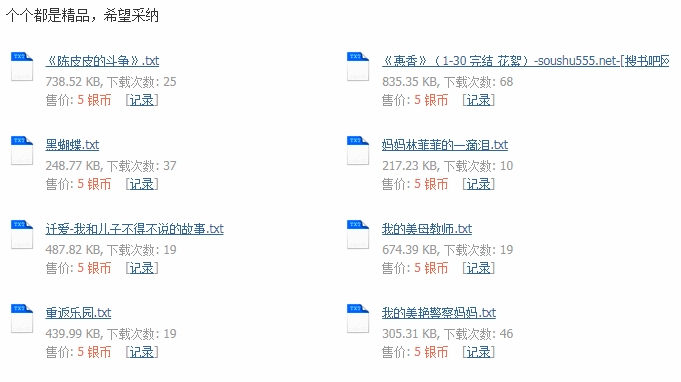 个个都是精品，希望采纳
《陈皮皮的斗争》.txt
738.52 KB, 下载次数: 25
售价: 5 银币 [记录]
《惠香》（1-30 完结 花絮）-soushu555.net-[搜书吧网
835.35 KB, 下载次数: 68
售价: 5 银币 [记录]
黑蝴蝶.txt
248.77 KB, 下载次数: 37
售价: 5 银币 [记录]
妈妈林菲菲的一滴泪.txt
217.23 KB, 下载次数: 10
售价: 5 银币 [记录]
迁爱-我和儿子不得不说的故事.txt
487.82 KB, 下载次数: 19
售价: 5 银币 [记录]
我的美母教师.txt
674.39 KB, 下载次数: 19
售价: 5 银币 [记录]
重返乐园.txt
439.99 KB, 下载次数: 19
售价: 5 银币 [记录]
我的美艳警察妈妈.txt
305.31 KB, 下载次数: 46
售价: 5 银币 [记录]